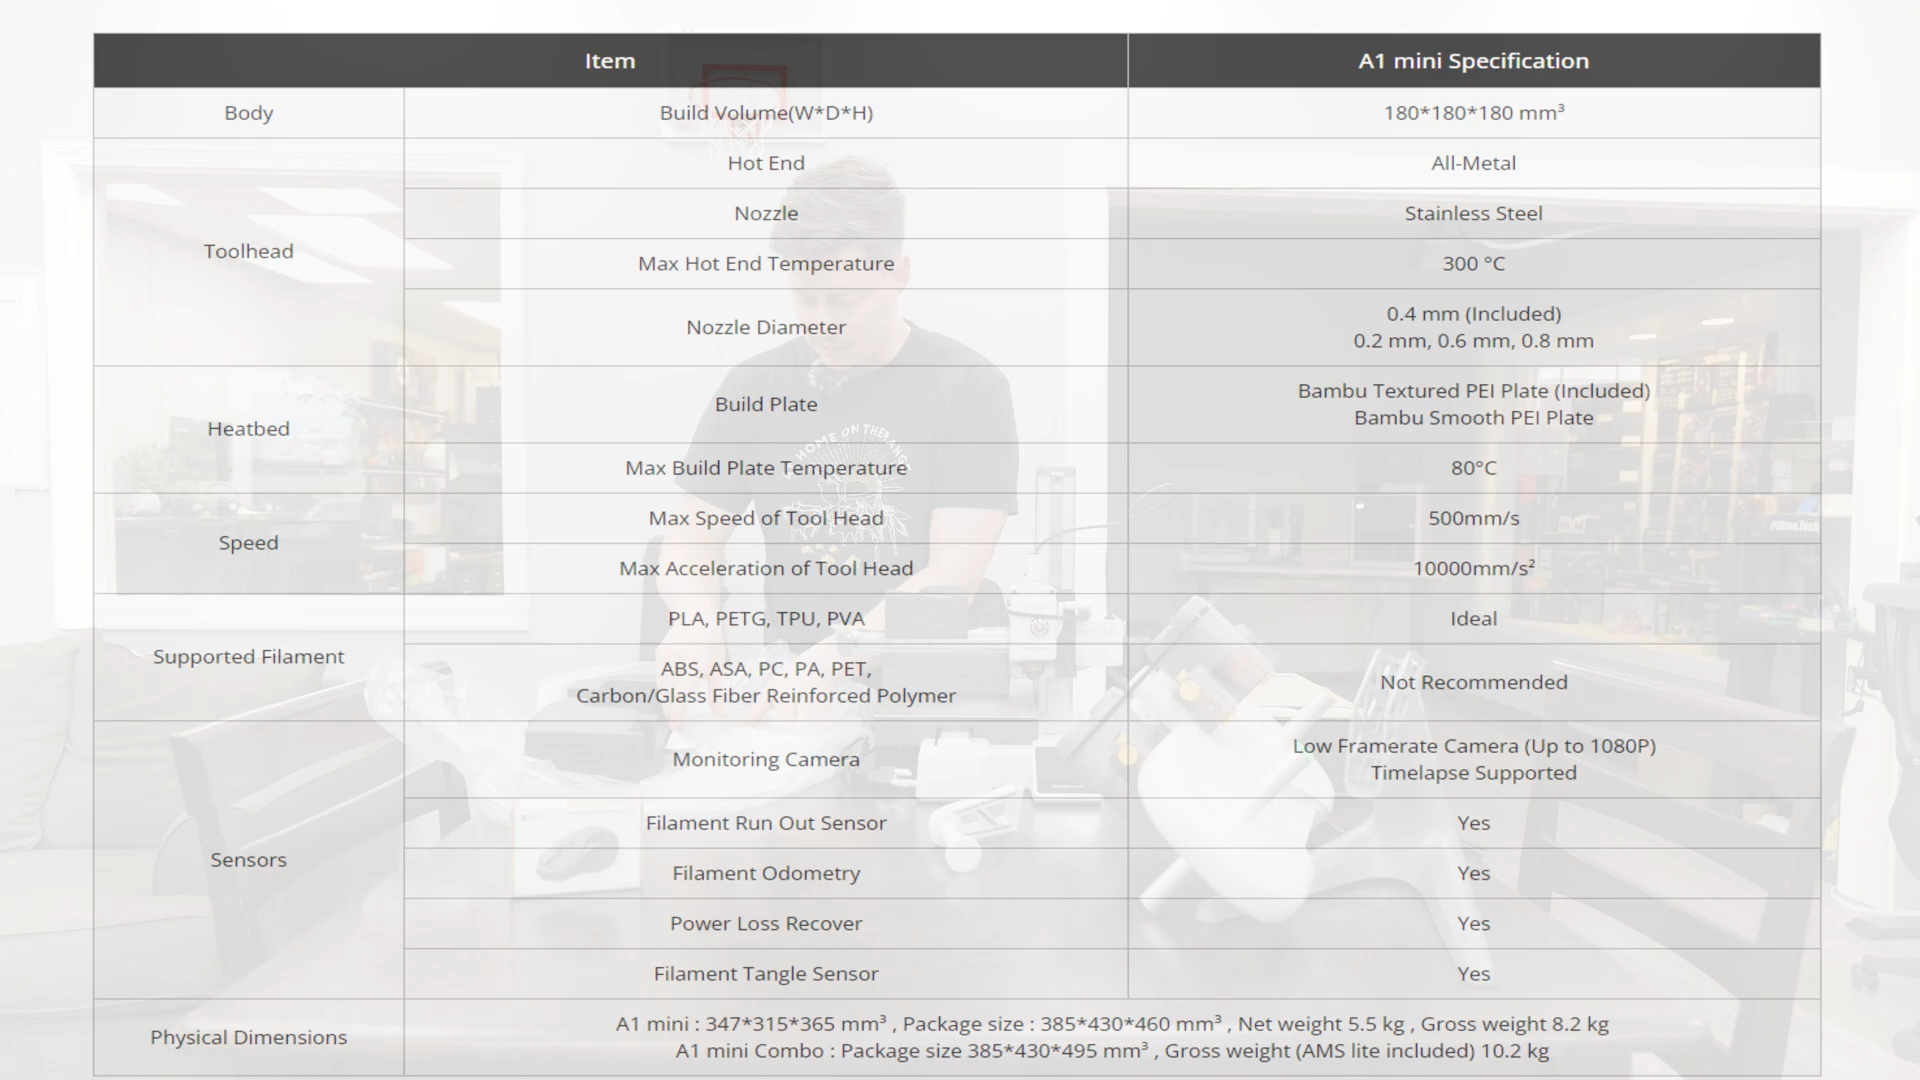 Item A1 mini Specification
Body Build Volume(W*D*H) 180*180*180 mm³
Toolhead
Hot End All-Metal
Nozzle Stainless Steel
Max Hot End Temperature 300 °C
Nozzle Diameter
0.4 mm (Included)
0.2 mm, 0.6 mm, 0.8 mm
Heatbed
Build Plate
Bambu Textured PEI Plate (Included)
Bambu Smooth PEI Plate
Max Build Plate Temperature 80°C
Speed
Max Speed of Tool Head 500mm/s
Max Acceleration of Tool Head 10000mm/s²
Supported Filament
PLA, PETG, TPU, PVA Ideal
ABS, ASA, PC, PA, PET,
Carbon/Glass Fiber Reinforced Polymer
Not Recommended
Sensors
Monitoring Camera
Low Framerate Camera (Up to 1080P)
Timelapse Supported
Filament Run Out Sensor Yes
Filament Odometry Yes
Power Loss Recover Yes
Filament Tangle Sensor Yes
Physical Dimensions
A1 mini : 347*315*365 mm³ , Package size : 385*430*460 mm³ , Net weight 5.5 kg , Gross weight 8.2 kg
A1 mini Combo : Package size 385*430*495 mm³ , Gross weight (AMS lite included) 10.2 kg
HOME ON THE RANGE